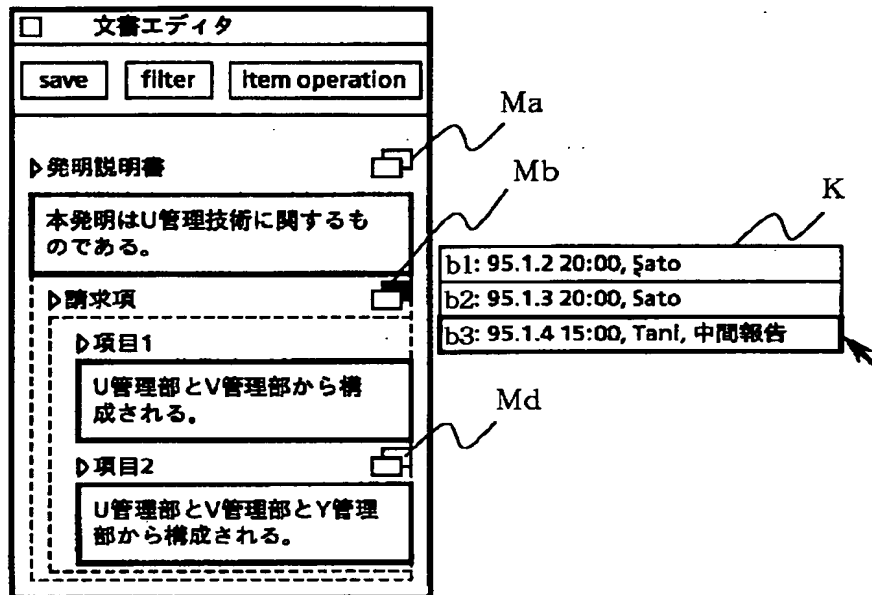 文書エディタ
save filter item operation
Ma
▷発明説明書
Mb
本発明はU管理技術に関するも
のである。
K
b1: 95.1.2 20:00, Sato
b2: 95.1.3 20:00, Sato
b3: 95.1.4 15:00, Tani, 中間報告
▷請求項
▷項目1
U管理部とV管理部から構
成される。
Md
▷項目2
U管理部とV管理部とY管理
部から構成される。